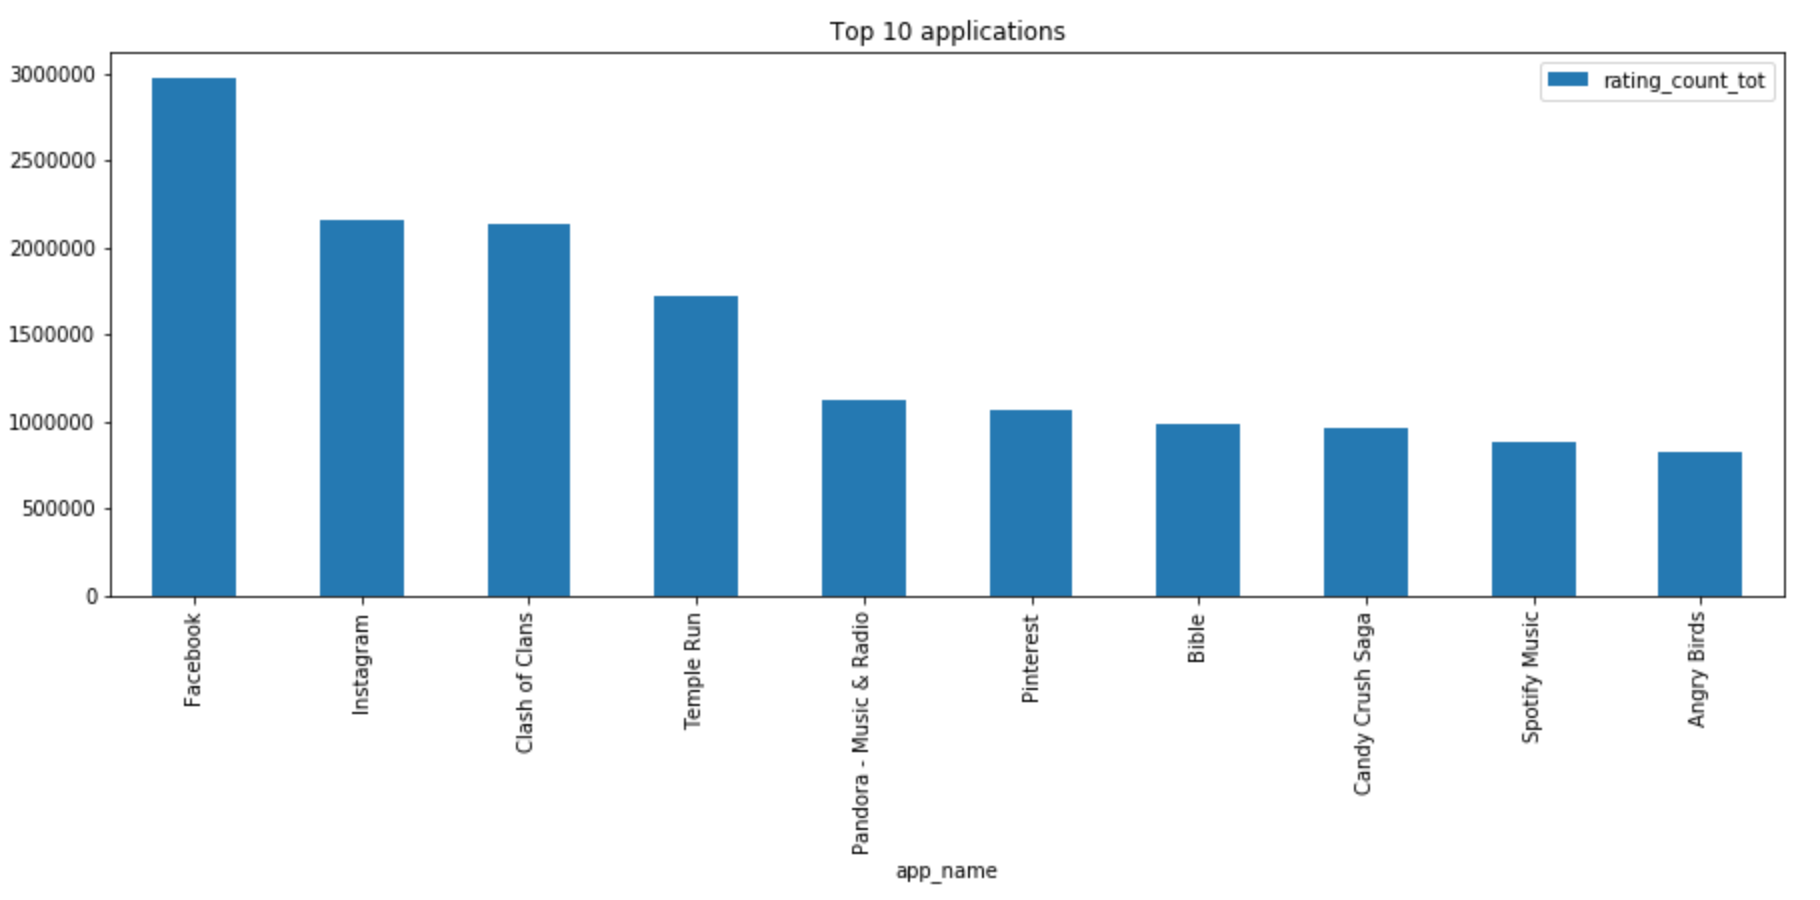 Top 10 applications
rating_count_tot
3000000
2500000
2000000
1500000
1000000
500000
0
Facebook
Instagram
Clash of Clans
Temple Run
Pandora - Music & Radio
Pinterest
Bible
Candy Crush Saga
Spotify Music
Angry Birds
app_name